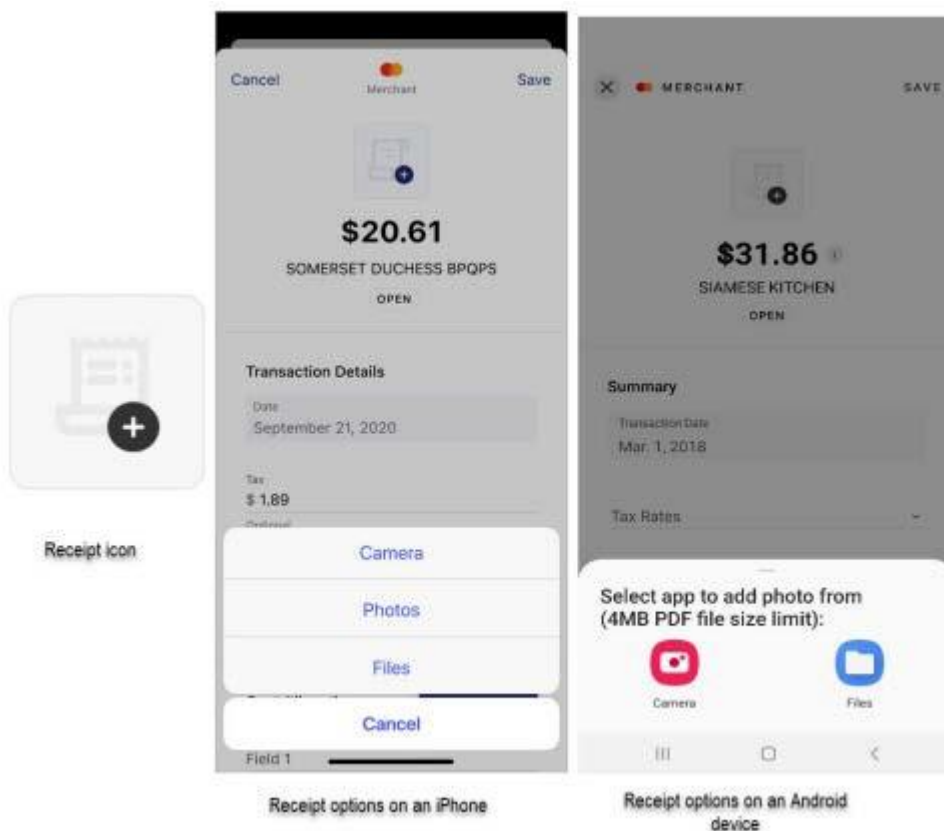 Receipt icon
Cancel
Merchant
Save
$20.61
SOMERSET DUCHESS BPQPS
OPEN
Transaction Details
Date
September 21, 2020
Tax
$ 1.89
Optional
Camera
Photos
Files
Cancel
Field 1
Receipt options on an iPhone
MERCHANT
SAVE
$31.86
SIAMESE KITCHEN
OPEN
Summary
Transaction Date
Mar. 1, 2018
Tax Rates
Select app to add photo from
(4MB PDF file size limit):
Camera
Files
Receipt options on an Android
device